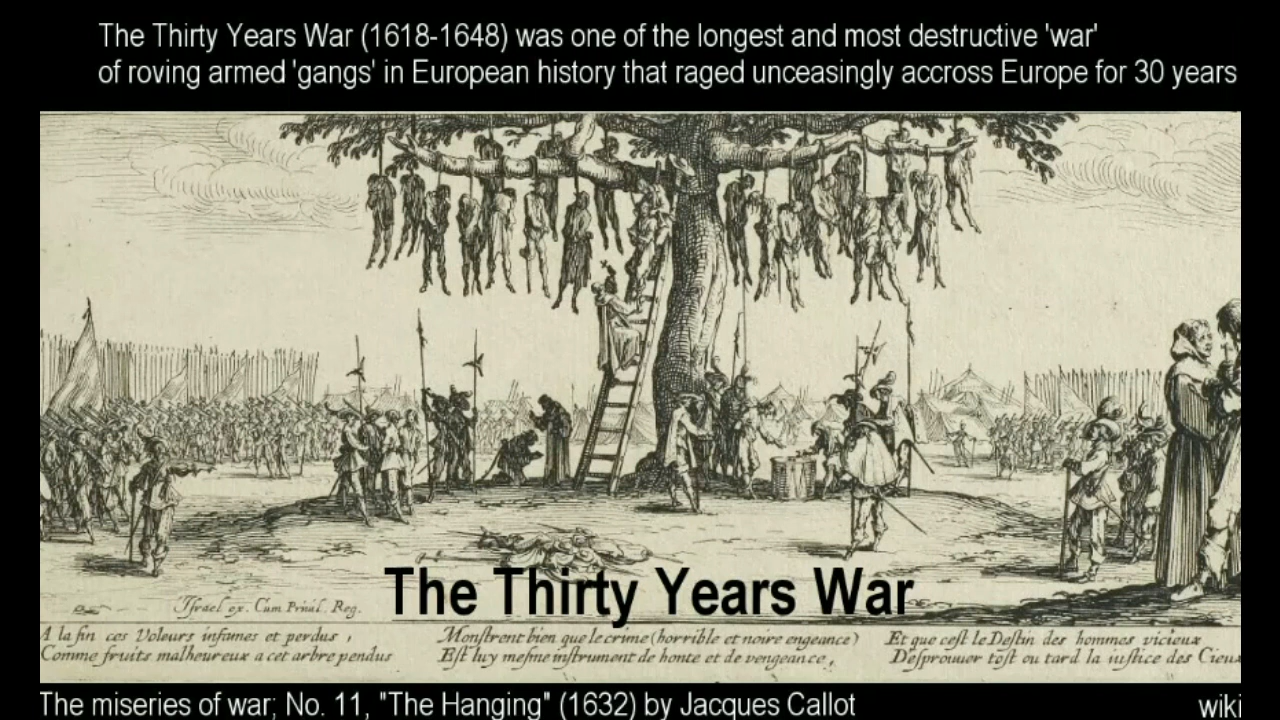 The Thirty Years War (1618-1648) was one of the longest and most destructive 'war'
of roving armed 'gangs' in European history that raged unceasingly accross Europe for 30 years
The Thirty Years War
Israel ex. Cum Priuil. Reg.
A la fin ces Voleurs infames et perdus ,
Comme fruits malheureux a cet arbre pendus
Monstrent bien que le crime (horrible et noire engeance)
Est luy mesme instrument de honte et de vengeance ,
Et que cest le Destin des hommes vicieux
Desprouuer tost ou tard la iustice des Cieux
The miseries of war; No. 11, "The Hanging" (1632) by Jacques Callot
wiki